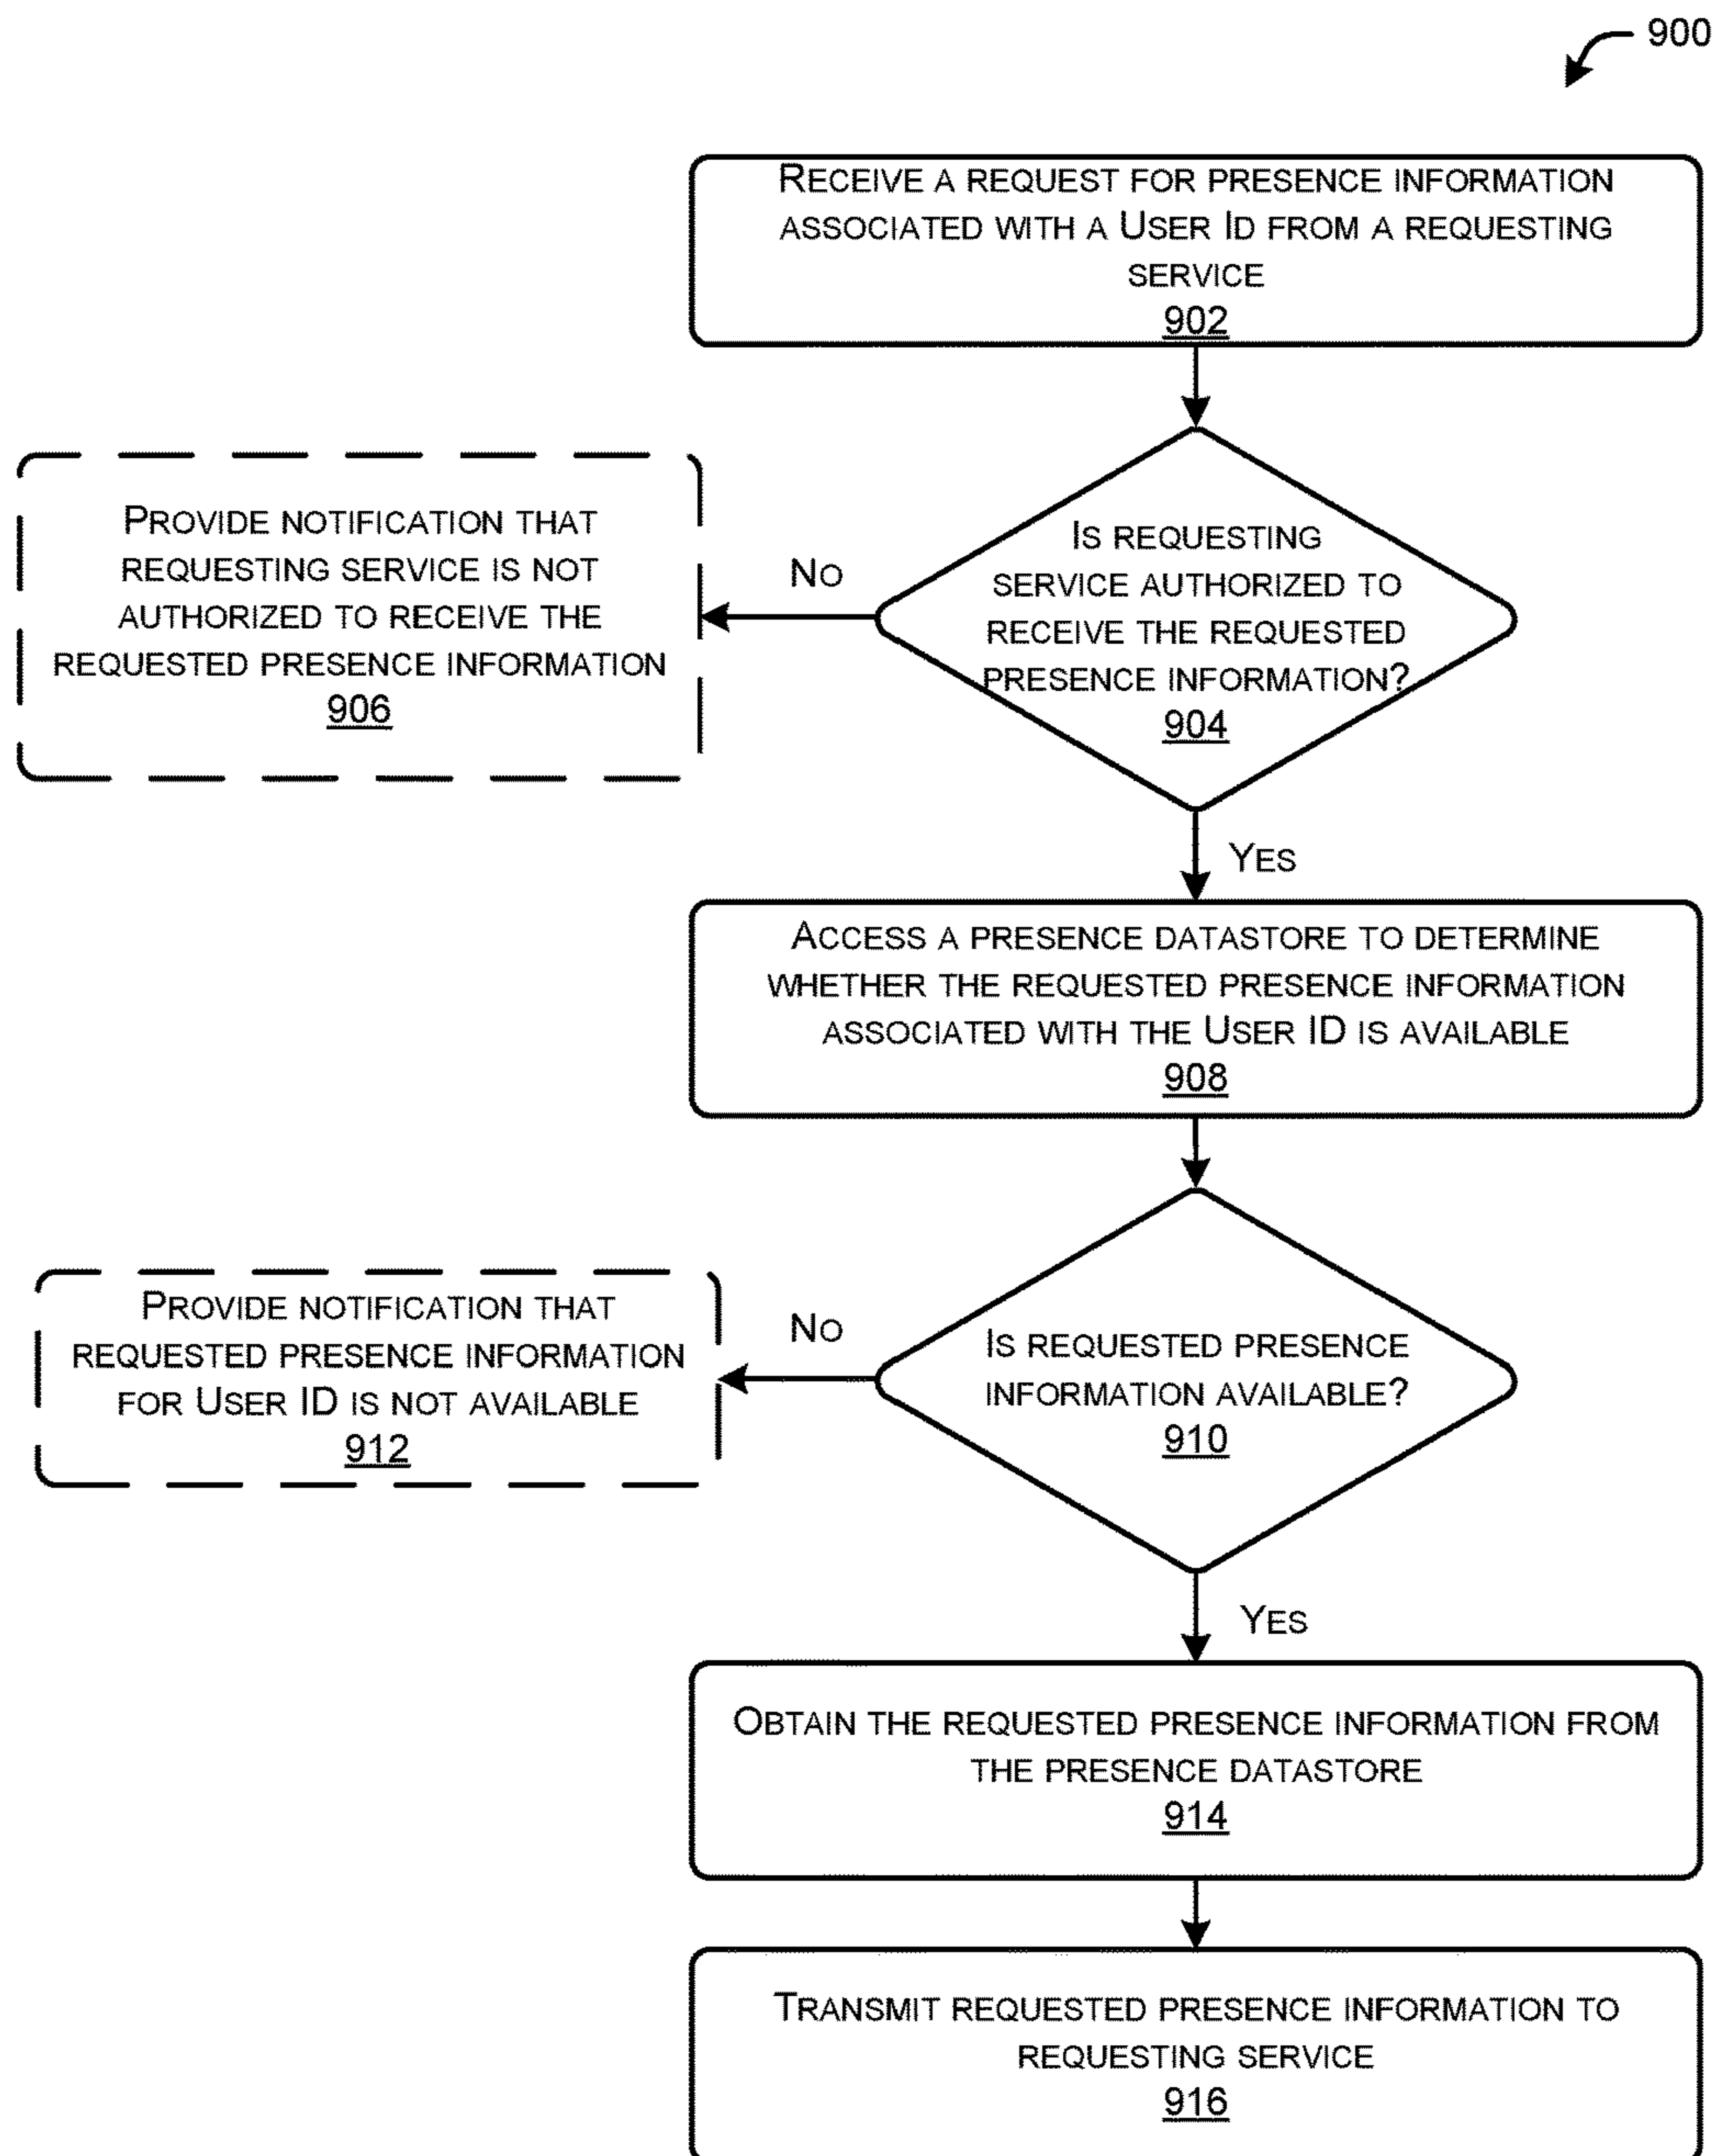 900
RECEIVE A REQUEST FOR PRESENCE INFORMATION
ASSOCIATED WITH A USER ID FROM A REQUESTING
SERVICE
902
IS REQUESTING
SERVICE AUTHORIZED TO
RECEIVE THE REQUESTED
PRESENCE INFORMATION?
904
NO
PROVIDE NOTIFICATION THAT
REQUESTING SERVICE IS NOT
AUTHORIZED TO RECEIVE THE
REQUESTED PRESENCE INFORMATION
906
YES
ACCESS A PRESENCE DATASTORE TO DETERMINE
WHETHER THE REQUESTED PRESENCE INFORMATION
ASSOCIATED WITH THE USER ID IS AVAILABLE
908
IS REQUESTED PRESENCE
INFORMATION AVAILABLE?
910
NO
PROVIDE NOTIFICATION THAT
REQUESTED PRESENCE INFORMATION
FOR USER ID IS NOT AVAILABLE
912
YES
OBTAIN THE REQUESTED PRESENCE INFORMATION FROM
THE PRESENCE DATASTORE
914
TRANSMIT REQUESTED PRESENCE INFORMATION TO
REQUESTING SERVICE
916